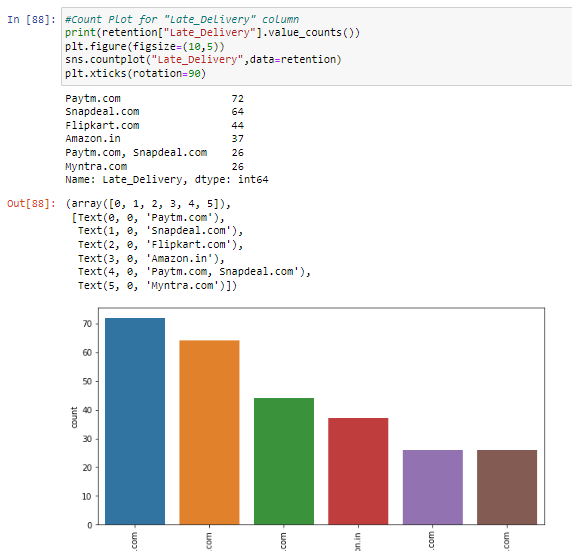 In [88]: #Count Plot for "Late_Delivery" column
print(retention["Late_Delivery"].value_counts())
plt.figure(figsize=(10,5))
sns.countplot("Late_Delivery",data=retention)
plt.xticks(rotation=90)
Paytm.com 72
Snapdeal.com 64
Flipkart.com 44
Amazon.in 37
Paytm.com, Snapdeal.com 26
Myntra.com 26
Name: Late_Delivery, dtype: int64
Out[88]: (array([0, 1, 2, 3, 4, 5]),
[Text(0, 0, 'Paytm.com'),
Text(1, 0, 'Snapdeal.com'),
Text(2, 0, 'Flipkart.com'),
Text(3, 0, 'Amazon.in'),
Text(4, 0, 'Paytm.com, Snapdeal.com'),
Text(5, 0, 'Myntra.com')])
70
60
50
40
30
20
10
0
count
.com
.com
.com
on.in
.com
.com